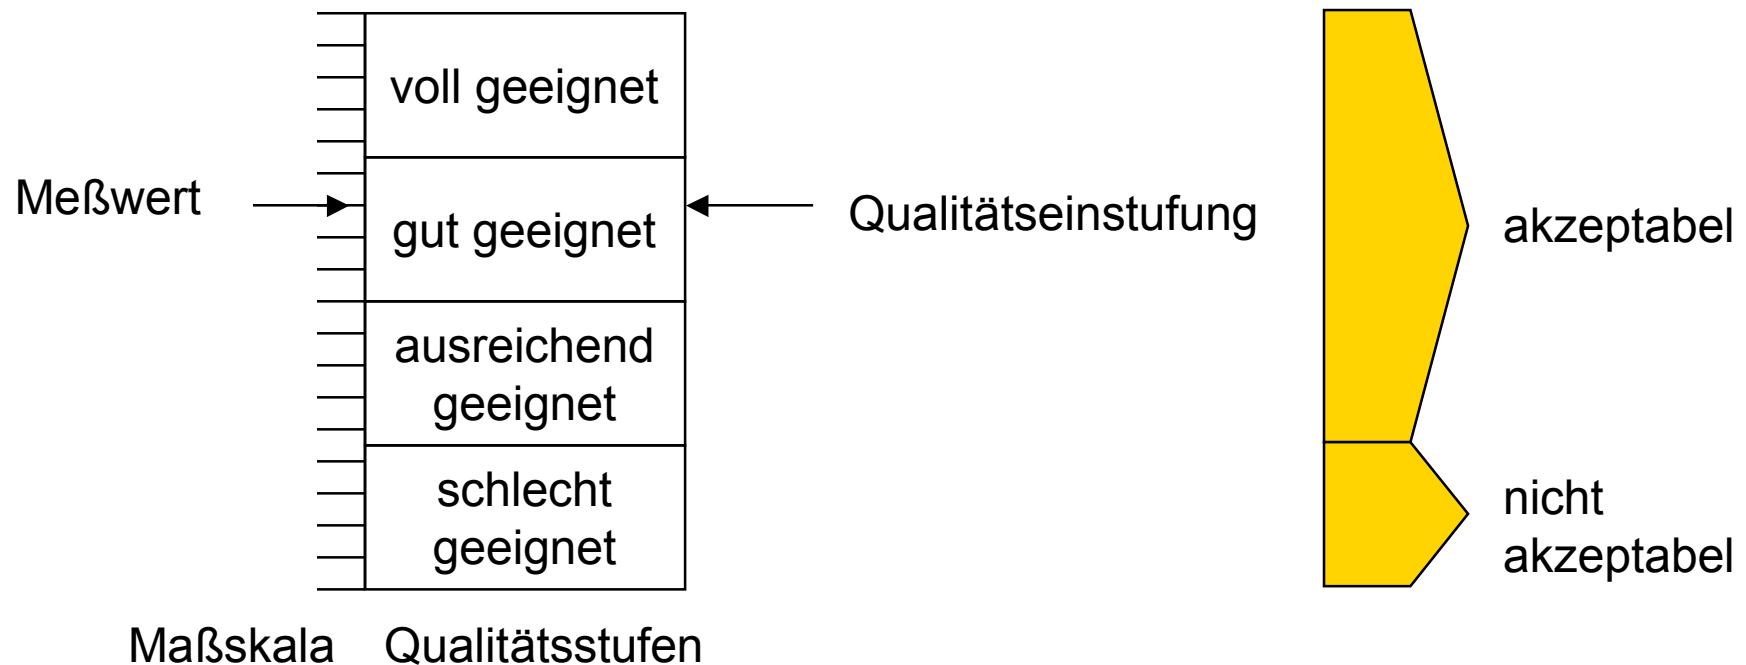 voll geeignet
Meßwert
gut geeignet
Qualitätseinstufung
akzeptabel
ausreichend
geeignet
schlecht
geeignet
nicht
akzeptabel
Maßskala
Qualitätsstufen